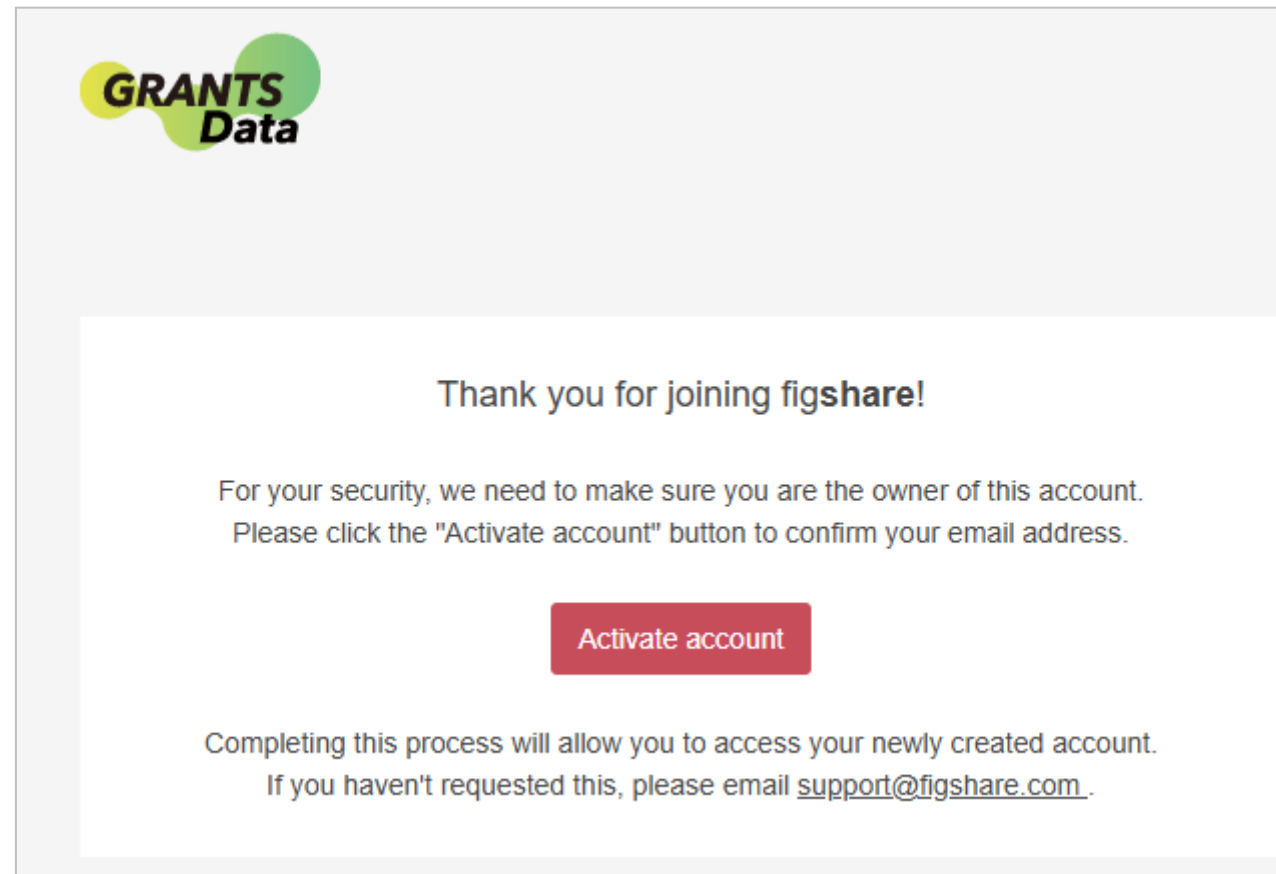 GRANTS
Data
Thank you for joining figshare!
For your security, we need to make sure you are the owner of this account.
Please click the "Activate account" button to confirm your email address.
Activate account
Completing this process will allow you to access your newly created account.
If you haven't requested this, please email support@figshare.com .